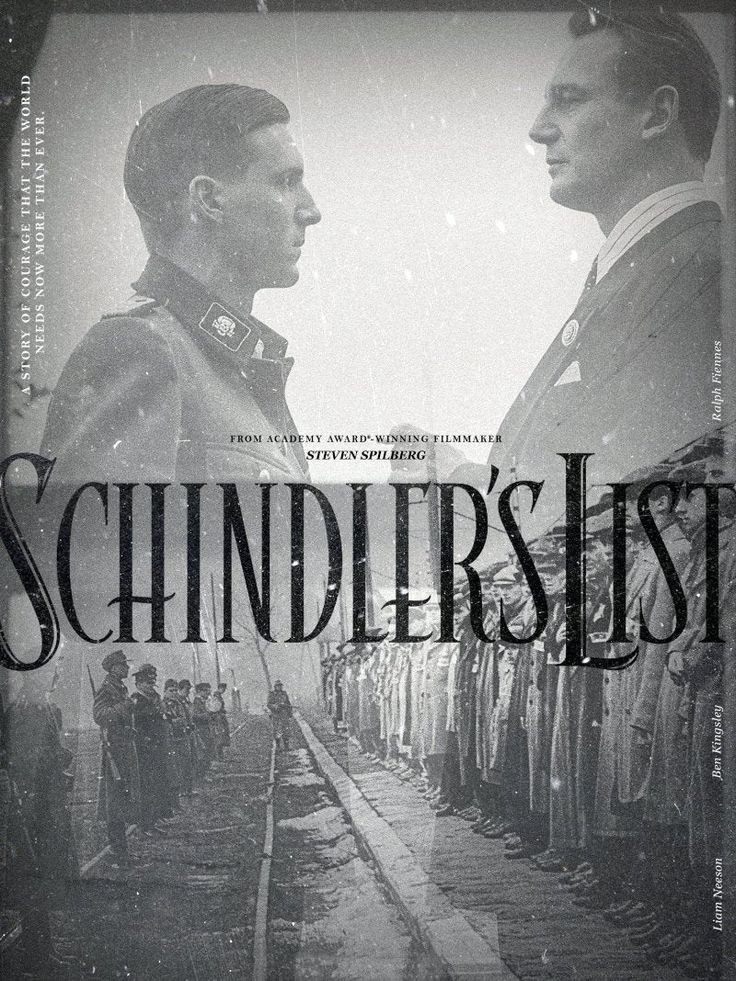 A STORY OF COURAGE THAT THE WORLD
NEEDS NOW MORE THAN EVER.
FROM ACADEMY AWARD®-WINNING FILMMAKER
STEVEN SPILBERG
SCHINDLER'S LIST
Ralph Fiennes
Ben Kingsley
Liam Neeson